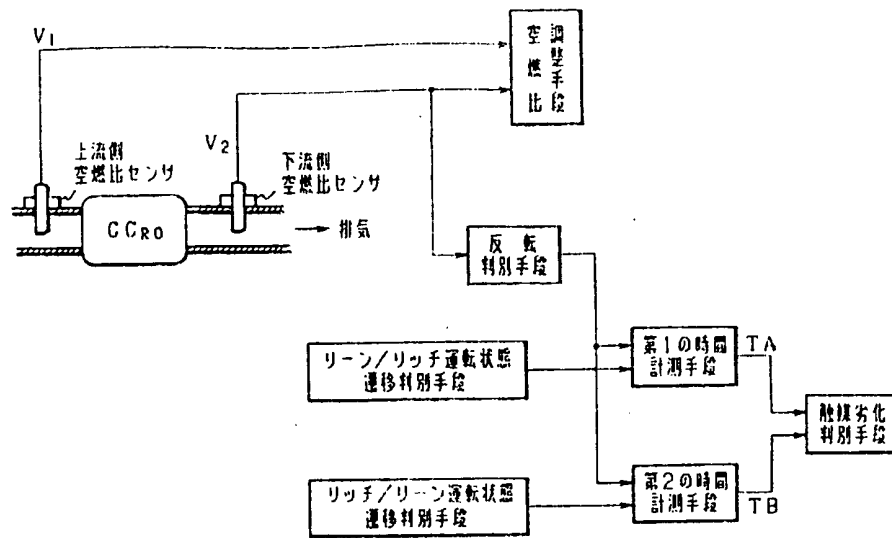 V1
空燃比
調整手段
V2
上流側
空燃比センサ
下流側
空燃比センサ
CCRO
排気
反転
判別手段
リーン/リッチ運転状態
遷移判別手段
第1の時間
計測手段
TA
触媒劣化
判別手段
リッチ/リーン運転状態
遷移判別手段
第2の時間
計測手段
TB